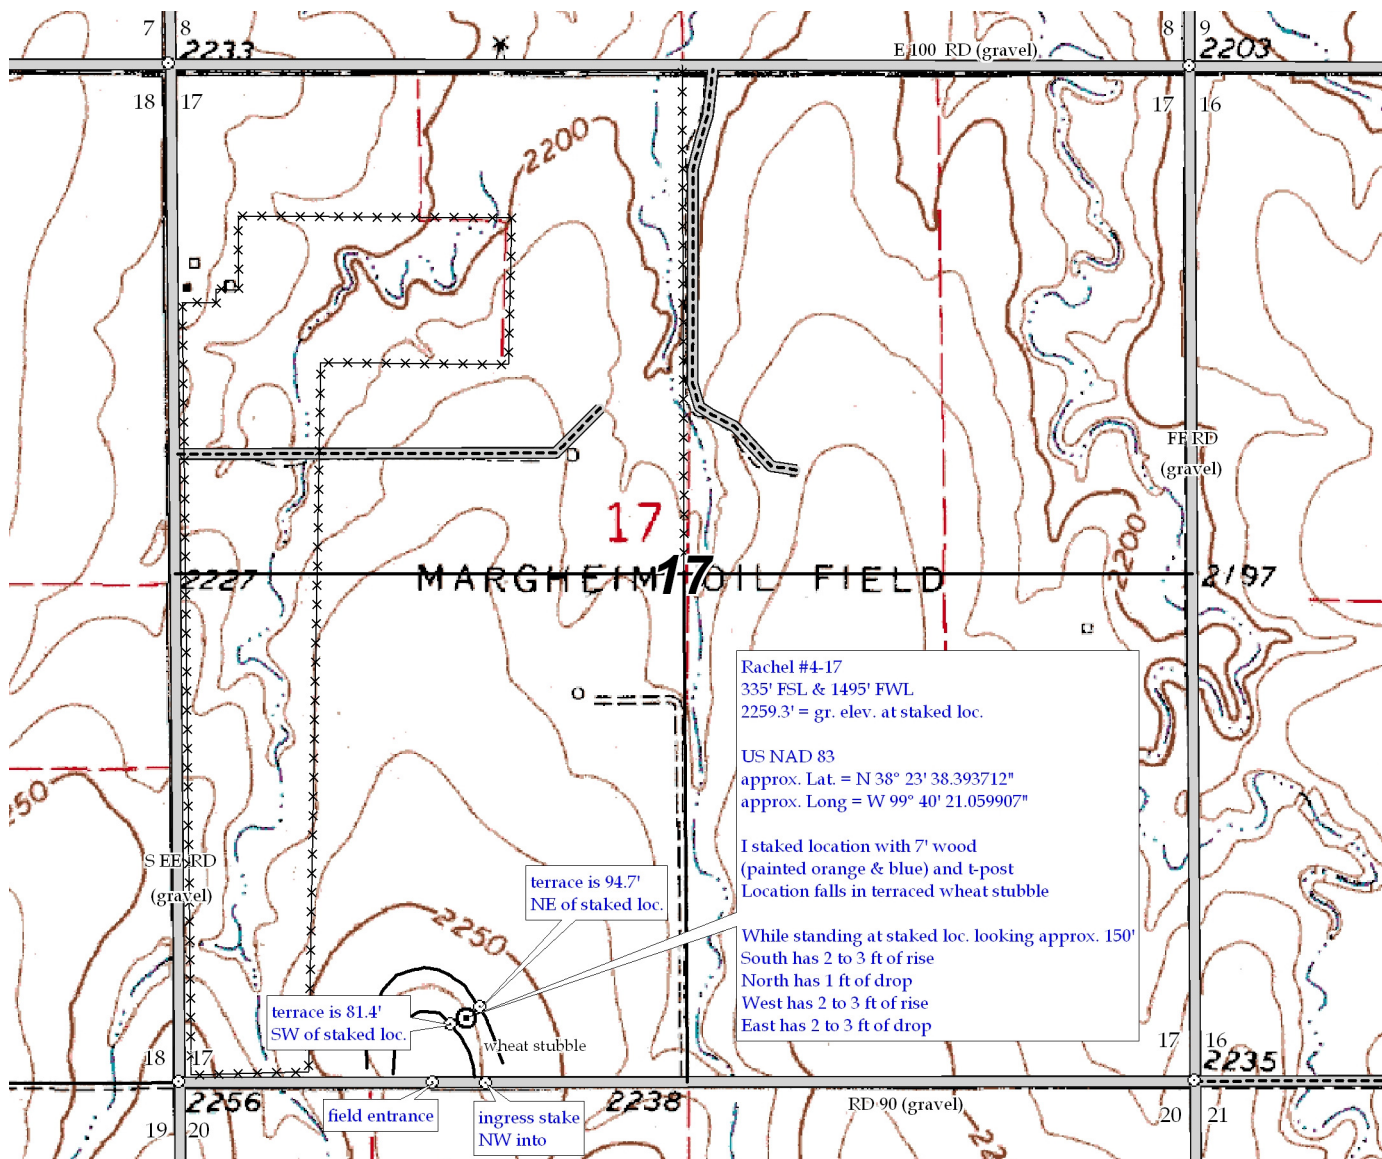 7 8
8 9
2233
E 100 RD (gravel)
2203
18 17
17 16
2200
FF RD
(gravel)
17
2200
2227
MARGHEIM OIL FIELD
17
2197
Rachel #4-17
335' FSL & 1495' FWL
2259.3' = gr. elev. at staked loc.
US NAD 83
approx. Lat. = N 38° 23' 38.393712"
approx. Long = W 99° 40' 21.059907"
I staked location with 7' wood
(painted orange & blue) and t-post
Location falls in terraced wheat stubble
While standing at staked loc. looking approx. 150'
South has 2 to 3 ft of rise
North has 1 ft of drop
West has 2 to 3 ft of rise
East has 2 to 3 ft of drop
50
S EE RD
(gravel)
terrace is 94.7'
NE of staked loc.
2250
terrace is 81.4'
SW of staked loc.
wheat stubble
18 17
17 16
2235
2256
field entrance
ingress stake
NW into
2238
RD 90 (gravel)
19 20
20 21
22